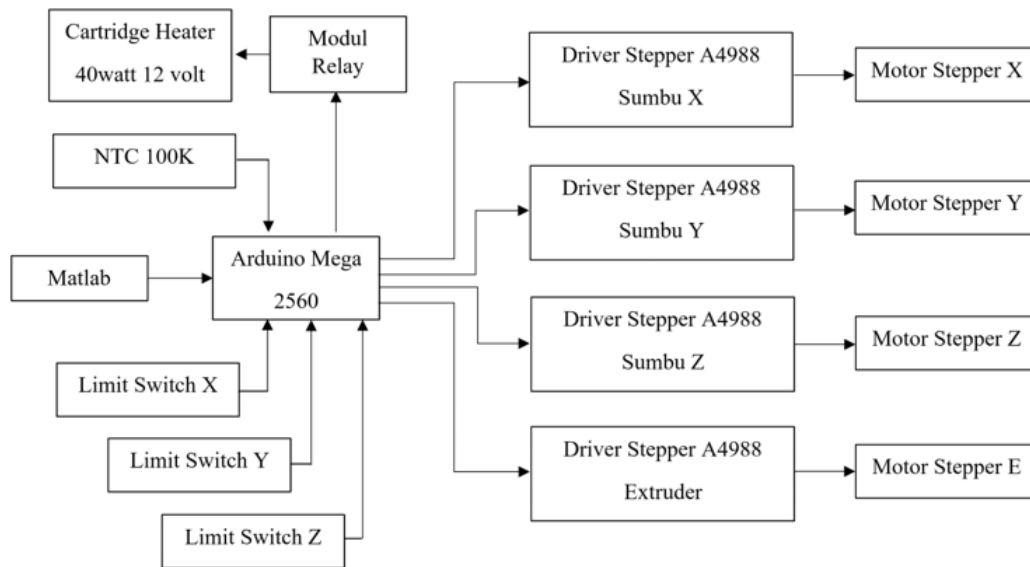 Cartridge Heater
40watt 12 volt
Modul
Relay
Driver Stepper A4988
Sumbu X
Motor Stepper X
NTC 100K
Driver Stepper A4988
Sumbu Y
Motor Stepper Y
Matlab
Arduino Mega
2560
Driver Stepper A4988
Sumbu Z
Motor Stepper Z
Limit Switch X
Limit Switch Y
Limit Switch Z
Driver Stepper A4988
Extruder
Motor Stepper E